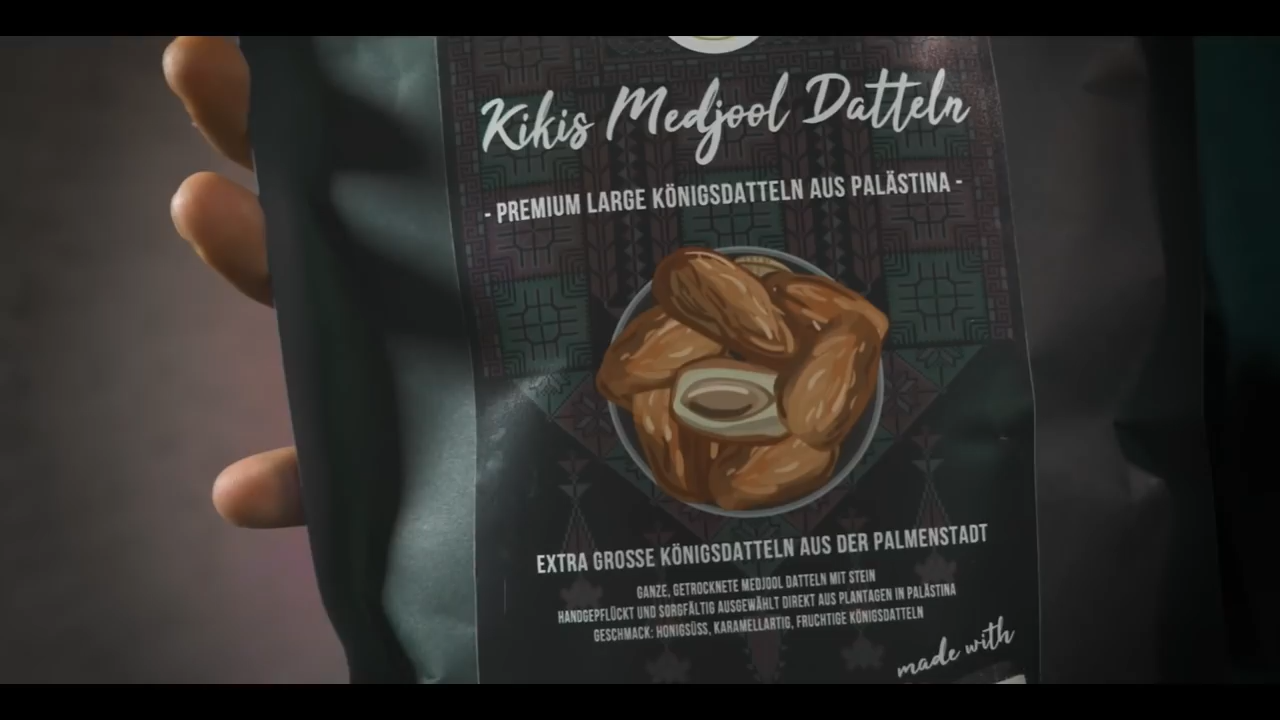 Kikis Medjool Datteln
- PREMIUM LARGE KÖNIGSDATTELN AUS PALÄSTINA -
EXTRA GROSSE KÖNIGSDATTELN AUS DER PALMENSTADT
GANZE, GETROCKNETE MEDJOOL DATTELN MIT STEIN
HANDGEPFLÜCKT UND SORGFÄLTIG AUSGEWÄHLT DIREKT AUS PLANTAGEN IN PALÄSTINA
GESCHMACK: HONIGSÜSS, KARAMELLARTIG, FRUCHTIGE KÖNIGSDATTELN
made with